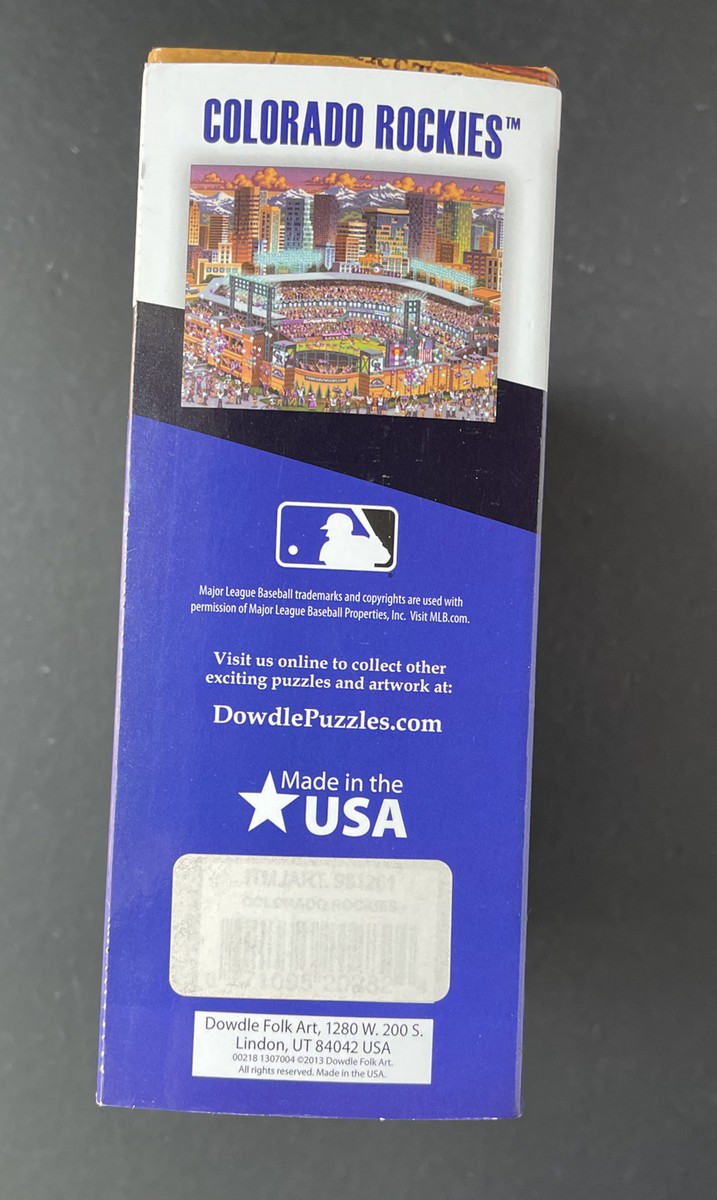 COLORADO ROCKIES™
Major League Baseball trademarks and copyrights are used with
permission of Major League Baseball Properties, Inc. Visit MLB.com.
Visit us online to collect other
exciting puzzles and artwork at:
DowdlePuzzles.com
Made in the
USA
ITM./ART. 981201
COLORADO ROCKIES
Dowdle Folk Art, 1280 W. 200 S.
Lindon, UT 84042 USA
00218 1307004 ©2013 Dowdle Folk Art.
All rights reserved. Made in the USA.